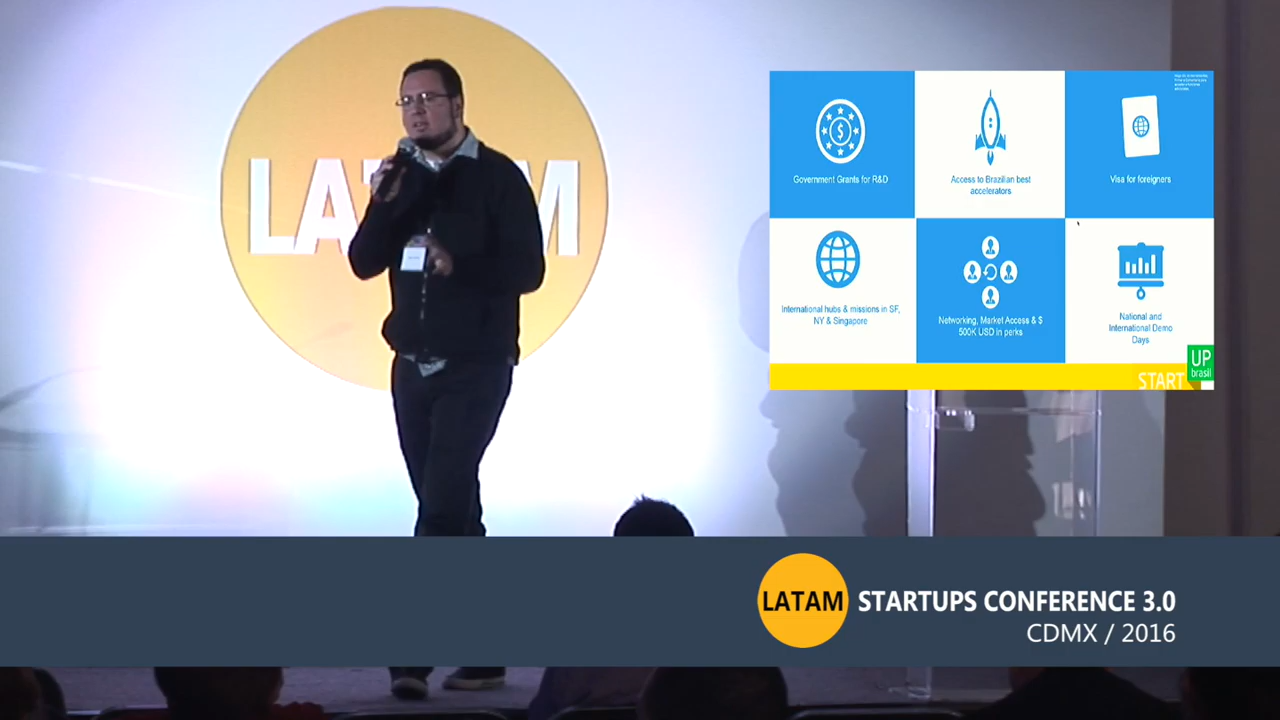 LATAM
Government Grants for R&D
Access to Brazilian best
accelerators
Visa for foreigners
International hubs & missions in SF,
NY & Singapore
Networking, Market Access & $
500K USD in perks
National and
International Demo
Days
START
UP
brasil
LATAM
STARTUPS CONFERENCE 3.0
CDMX / 2016